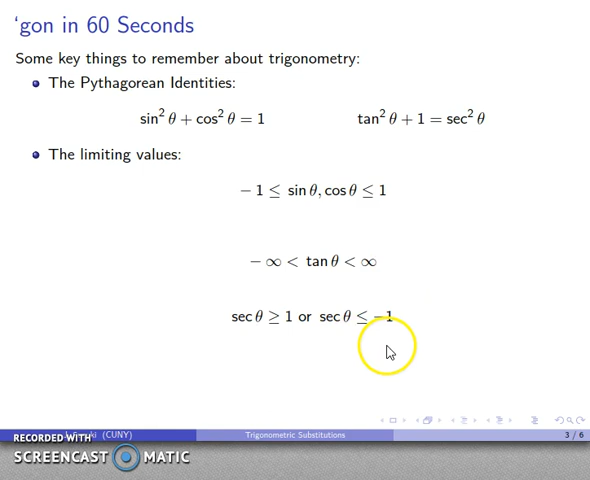 'gon in 60 Seconds
Some key things to remember about trigonometry:
The Pythagorean Identities:
sin² θ + cos² θ = 1 tan² θ + 1 = sec² θ
The limiting values:
− 1 ≤ sin θ, cos θ ≤ 1
− ∞ < tan θ < ∞
sec θ ≥ 1 or sec θ ≤ −1
(CUNY) Trigonometric Substitutions 3 / 6
RECORDED WITH
SCREENCAST MATIC